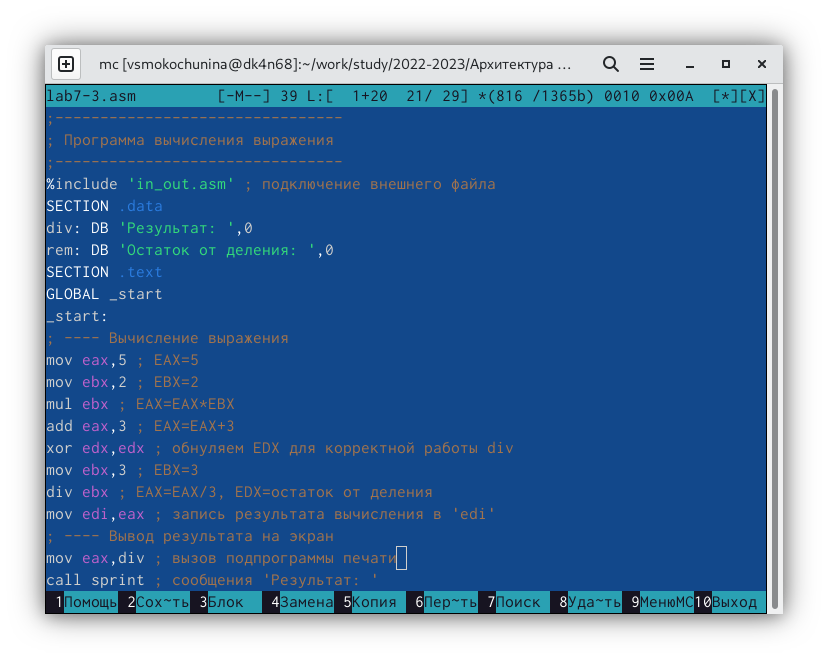 mc [vsmokochunina@dk4n68]:~/work/study/2022-2023/Архитектура ...
lab7-3.asm [-M--] 39 L:[ 1+20 21/ 29] *(816 /1365b) 0010 0x00A [*][X]
;--------------------------------
; Программа вычисления выражения
;--------------------------------
%include 'in_out.asm' ; подключение внешнего файла
SECTION .data
div: DB 'Результат: ',0
rem: DB 'Остаток от деления: ',0
SECTION .text
GLOBAL _start
_start:
; ---- Вычисление выражения
mov eax,5 ; EAX=5
mov ebx,2 ; EBX=2
mul ebx ; EAX=EAX*EBX
add eax,3 ; EAX=EAX+3
xor edx,edx ; обнуляем EDX для корректной работы div
mov ebx,3 ; EBX=3
div ebx ; EAX=EAX/3, EDX=остаток от деления
mov edi,eax ; запись результата вычисления в 'edi'
; ---- Вывод результата на экран
mov eax,div ; вызов подпрограммы печати
call sprint ; сообщения 'Результат: '
1Помощь 2Сох~ть 3Блок 4Замена 5Копия 6Пер~ть 7Поиск 8Уда~ть 9МенюMC 10Выход